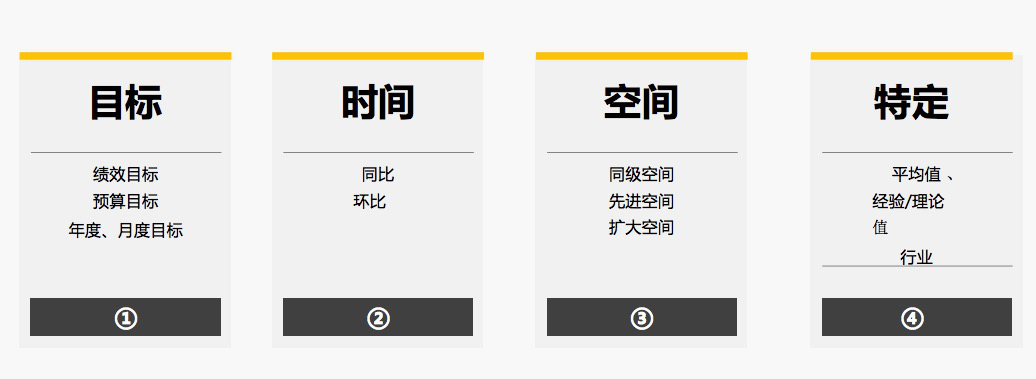 目标
绩效目标
预算目标
年度、月度目标
①
时间
同比
环比
②
空间
同级空间
先进空间
扩大空间
③
特定
平均值 、
经验/理论
值
行业
④